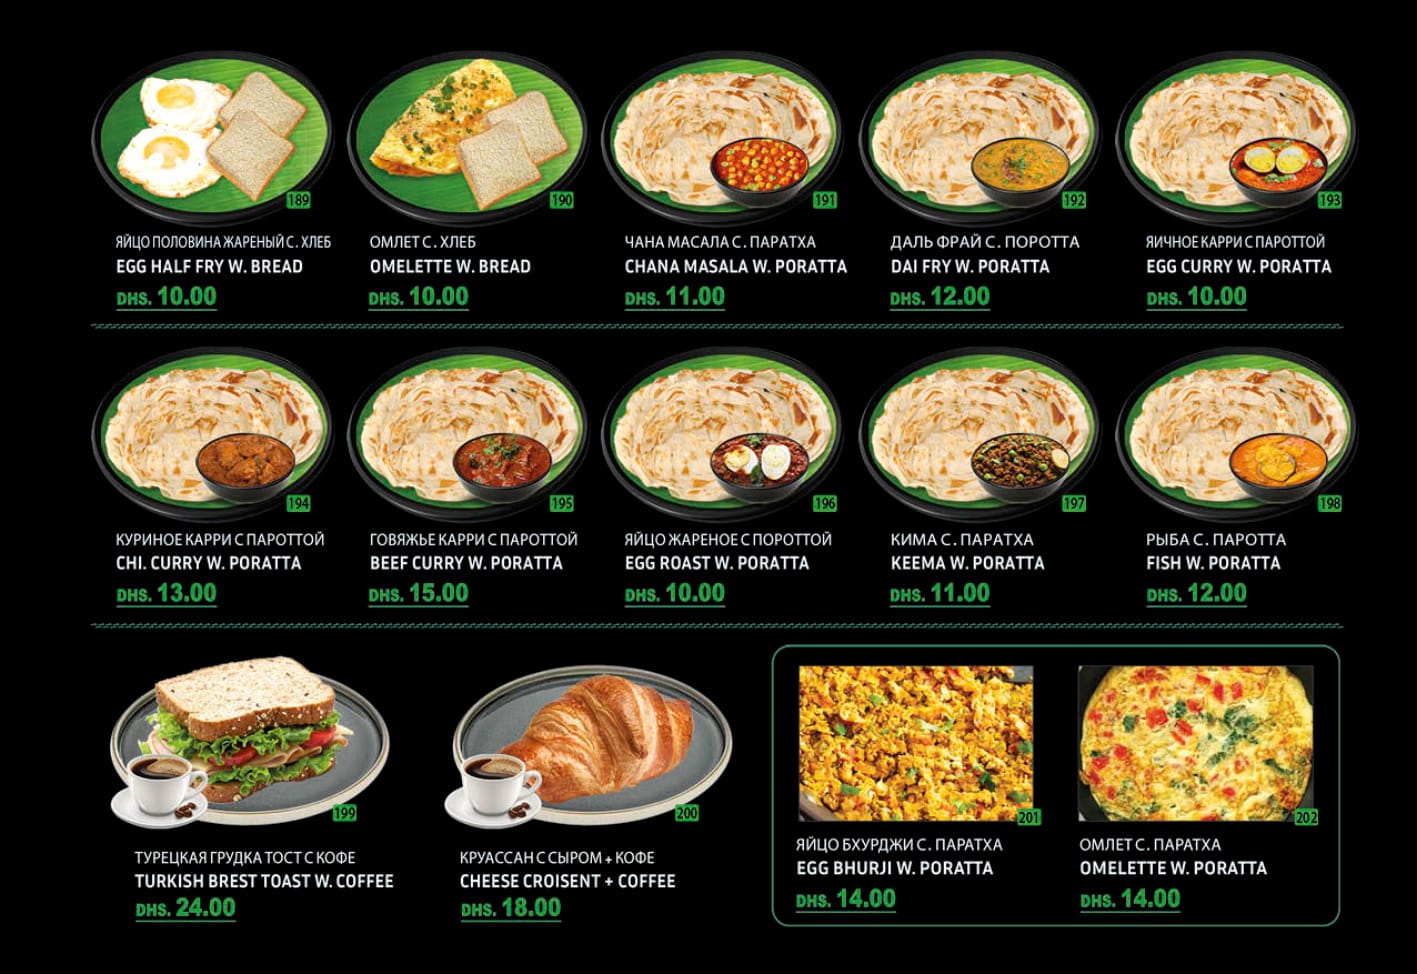 189
190
191
192
193
ЯЙЦО ПОЛОВИНА ЖАРЕНЫЙ С. ХЛЕБ
EGG HALF FRY W. BREAD
DHS. 10.00
ОМЛЕТ С. ХЛЕБ
OMELETTE W. BREAD
DHS. 10.00
ЧАНА МАСАЛА С. ПАРАТХА
CHANA MASALA W. PORATTA
DHS. 11.00
ДАЛЬ ФРАЙ С. ПОРОТТА
DAI FRY W. PORATTA
DHS. 12.00
ЯИЧНОЕ КАРРИ С ПАРОТТОЙ
EGG CURRY W. PORATTA
DHS. 10.00
194
195
196
197
198
КУРИНОЕ КАРРИ С ПАРОТТОЙ
CHI. CURRY W. PORATTA
DHS. 13.00
ГОВЯЖЬЕ КАРРИ С ПАРОТТОЙ
BEEF CURRY W. PORATTA
DHS. 15.00
ЯЙЦО ЖАРЕНОЕ С ПОРОТТОЙ
EGG ROAST W. PORATTA
DHS. 10.00
КИМА С. ПАРАТХА
KEEMA W. PORATTA
DHS. 11.00
РЫБА С. ПАРОТТА
FISH W. PORATTA
DHS. 12.00
199
200
201
202
ТУРЕЦКАЯ ГРУДКА ТОСТ С КОФЕ
TURKISH BREST TOAST W. COFFEE
DHS. 24.00
КРУАССАН С СЫРОМ + КОФЕ
CHEESE CROISENT + COFFEE
DHS. 18.00
ЯЙЦО БХУРДЖИ С. ПАРАТХА
EGG BHURJI W. PORATTA
DHS. 14.00
ОМЛЕТ С. ПАРАТХА
OMELETTE W. PORATTA
DHS. 14.00